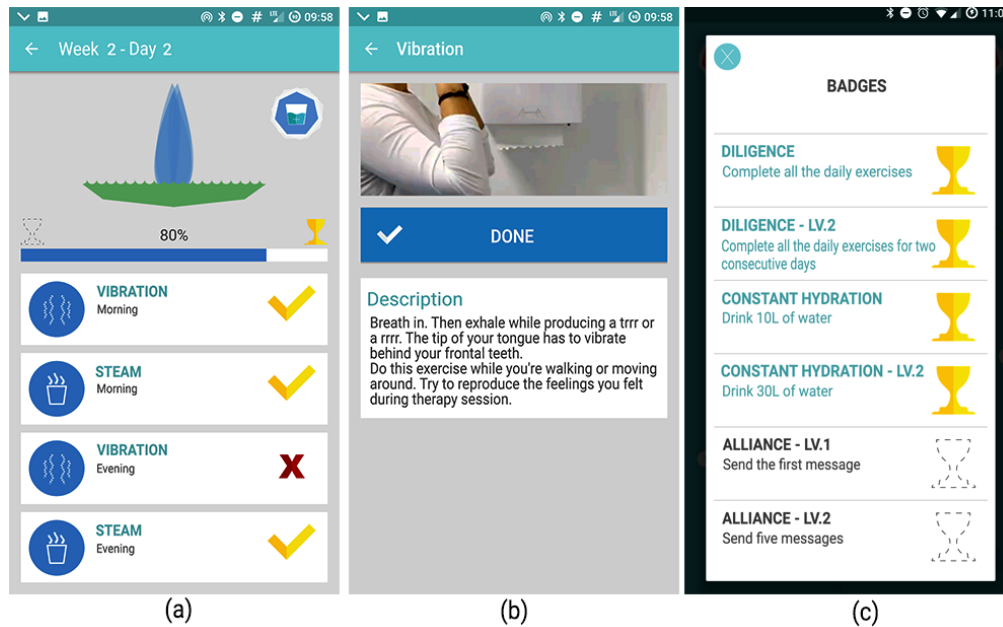 09:58
Week 2 - Day 2
80%
VIBRATION
Morning
STEAM
Morning
VIBRATION
Evening
STEAM
Evening
(a)
09:58
Vibration
DONE
Description
Breath in. Then exhale while producing a trrr or
a rrrr. The tip of your tongue has to vibrate
behind your frontal teeth.
Do this exercise while you're walking or moving
around. Try to reproduce the feelings you felt
during therapy session.
(b)
11:0
BADGES
DILIGENCE
Complete all the daily exercises
DILIGENCE - LV.2
Complete all the daily exercises for two
consecutive days
CONSTANT HYDRATION
Drink 10L of water
CONSTANT HYDRATION - LV.2
Drink 30L of water
ALLIANCE - LV.1
Send the first message
ALLIANCE - LV.2
Send five messages
(c)